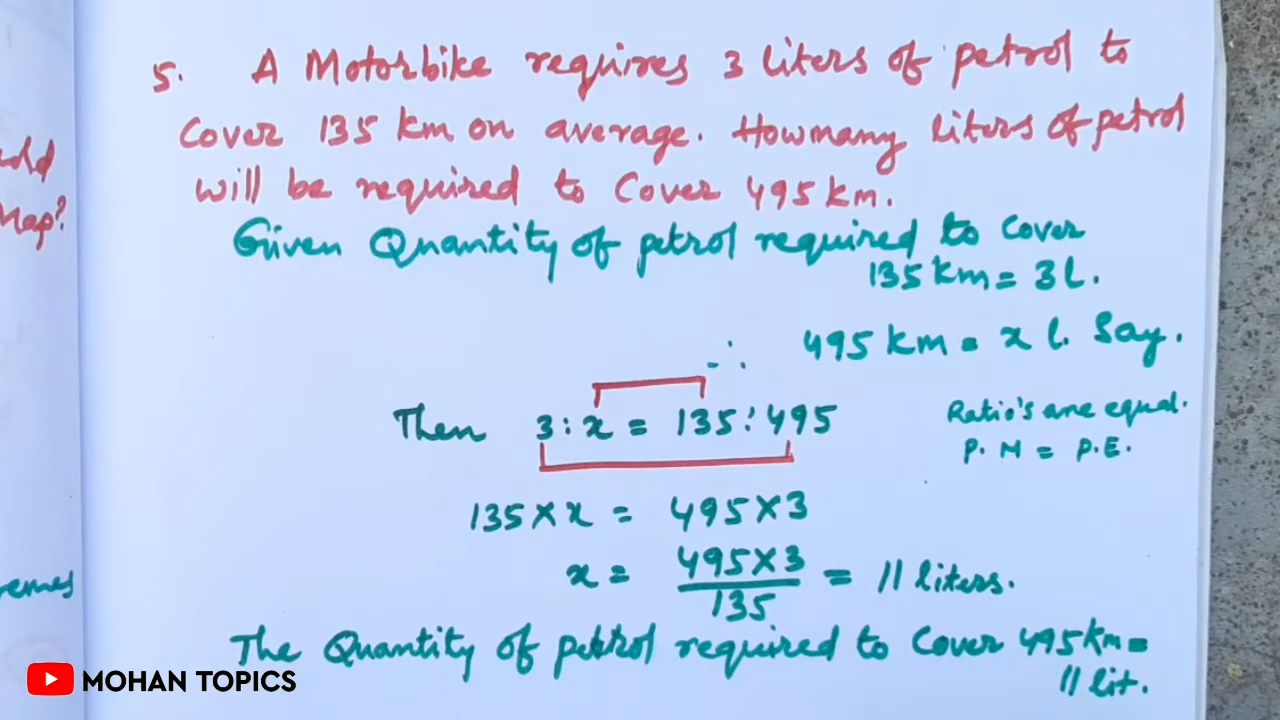 5. A Motorbike requires 3 liters of petrol to
cover 135 km on average. Howmany liters of petrol
will be required to cover 495 km.
Given Quantity of petrol required to cover
135 km = 3 l.
∴ 495 km = x l. Say.
Then 3 : x = 135 : 495
Ratio's are equal.
P. M = P.E.
135 × x = 495 × 3
x = 495 × 3 / 135 = 11 liters.
The Quantity of petrol required to cover 495 km =
11 lit.
Map?
MOHAN TOPICS